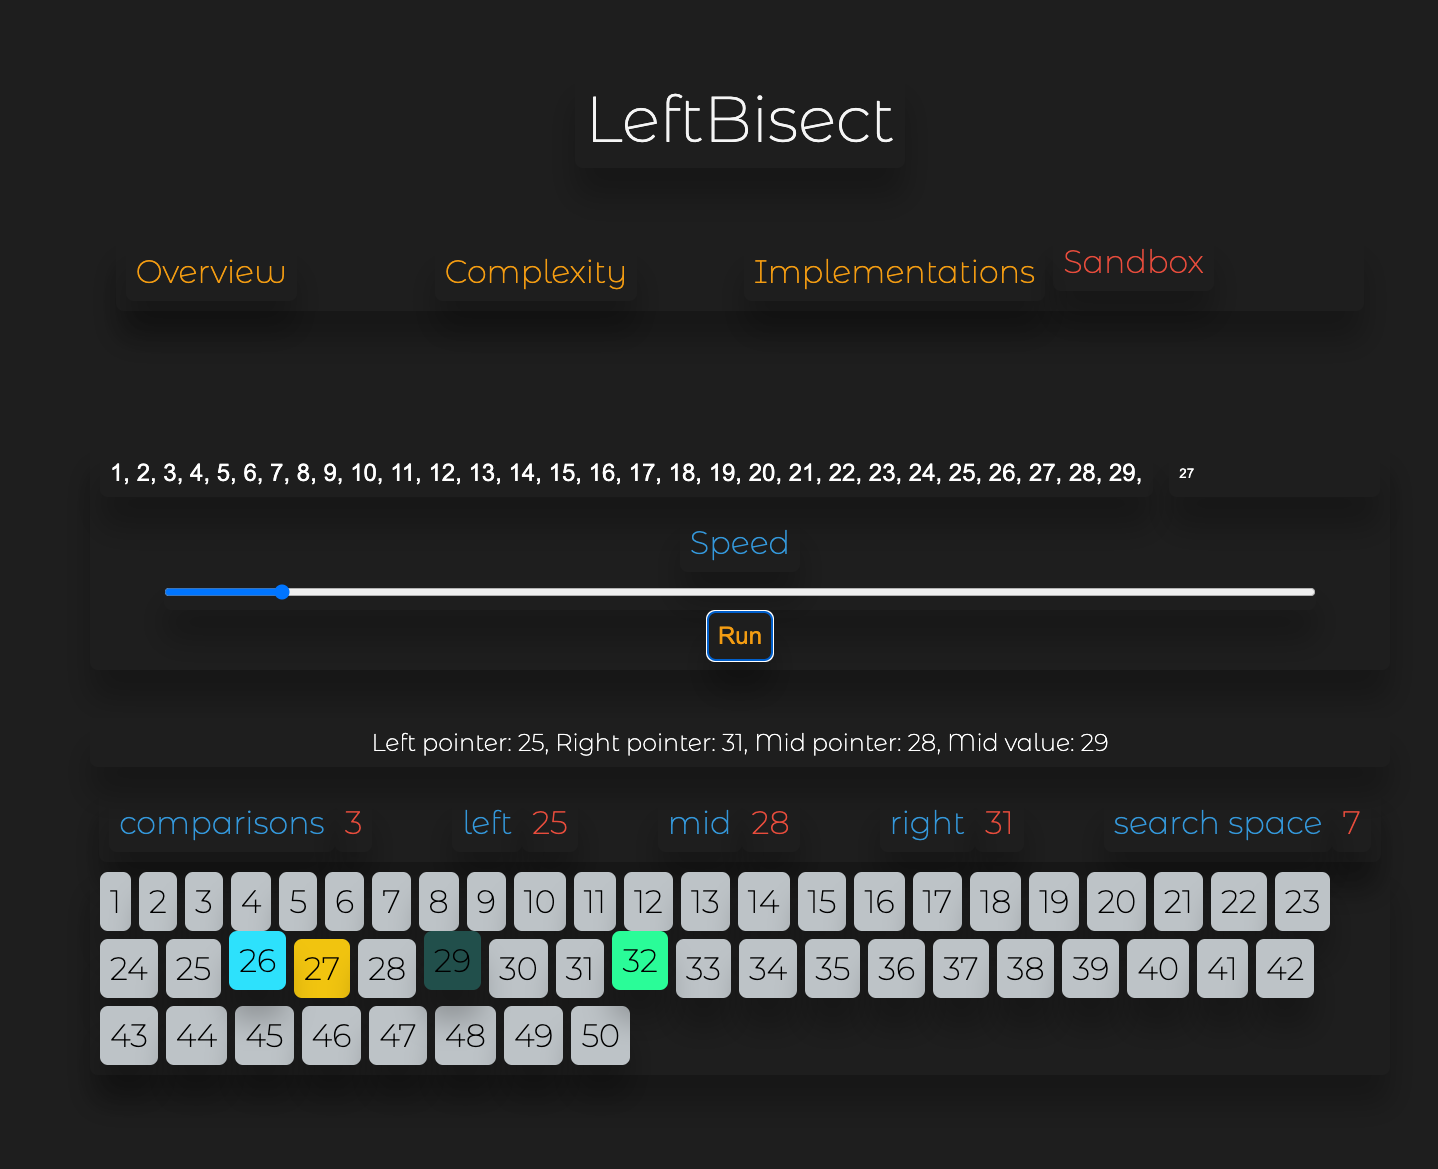 LeftBisect
Overview Complexity Implementations Sandbox
1, 2, 3, 4, 5, 6, 7, 8, 9, 10, 11, 12, 13, 14, 15, 16, 17, 18, 19, 20, 21, 22, 23, 24, 25, 26, 27, 28, 29, 27
Speed
Run
Left pointer: 25, Right pointer: 31, Mid pointer: 28, Mid value: 29
comparisons 3 left 25 mid 28 right 31 search space 7
1 2 3 4 5 6 7 8 9 10 11 12 13 14 15 16 17 18 19 20 21 22 23
24 25 26 27 28 29 30 31 32 33 34 35 36 37 38 39 40 41 42
43 44 45 46 47 48 49 50